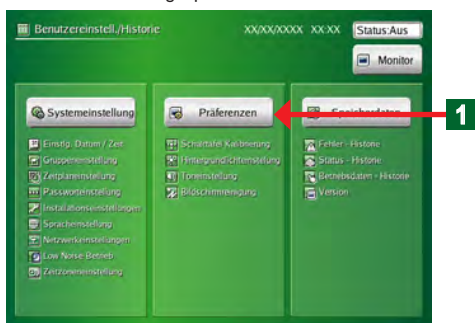 Benutzereinstell./Historie XX/XX/XXXX XX:XX Status:Aus
Monitor
Systemeinstellung
Einstlg. Datum / Zeit
Gruppeneinstellung
Zeitplaneinstellung
Passworteinstellung
Installationseinstellungen
Spracheinstellung
Netzwerkeinstellungen
Low Noise-Betrieb
Zeitzoneneinstellung
Präferenzen
1
Schalttafel Kalibrierung
Hintergrundlichteinstellung
Toneinstellung
Bildschirmreinigung
Speicherdaten
Fehler - Historie
Status - Historie
Betriebsdaten - Historie
Version